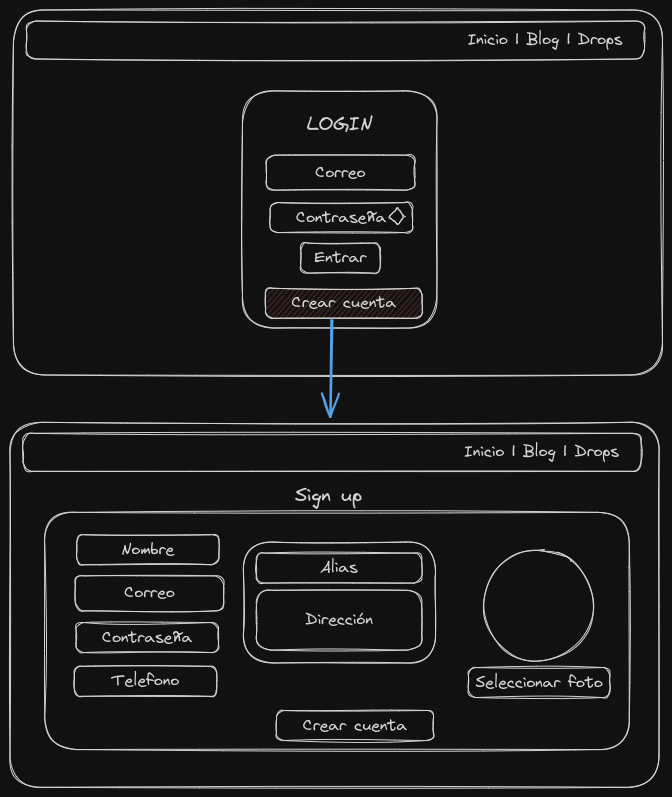 Inicio | Blog | Drops
LOGIN
Correo
Contraseña
Entrar
Crear cuenta
Inicio | Blog | Drops
Sign up
Nombre
Correo
Contraseña
Telefono
Alias
Dirección
Seleccionar foto
Crear cuenta